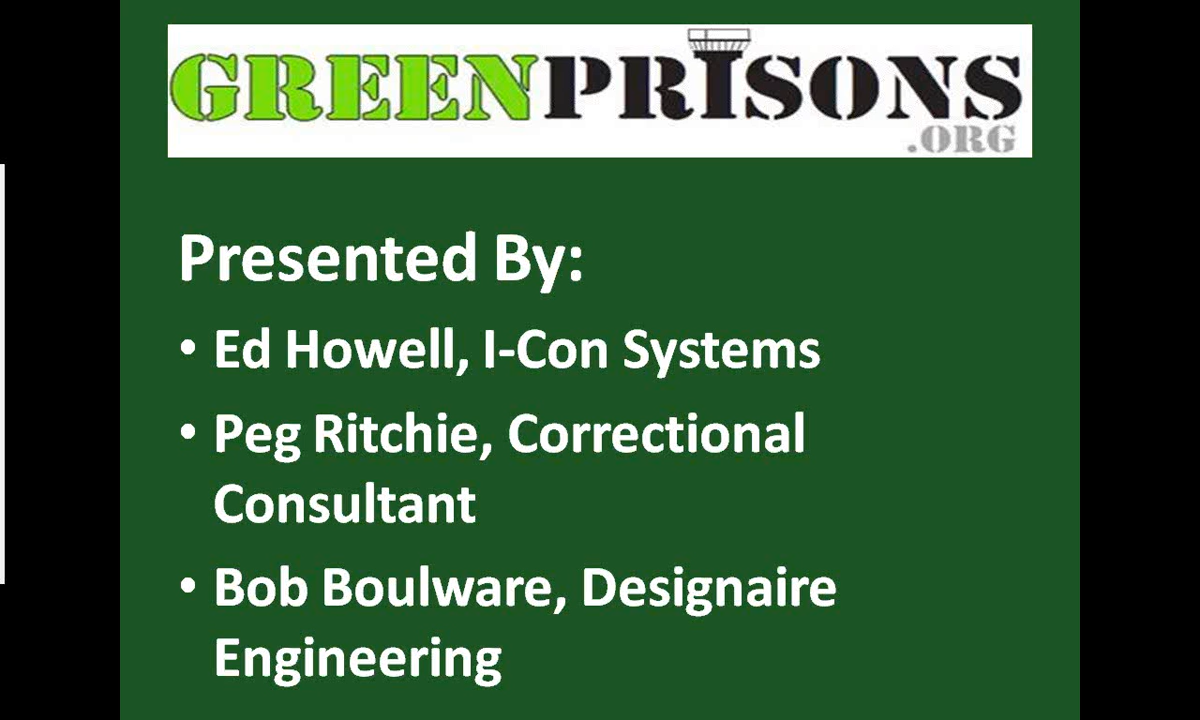 GREENPRISONS
.ORG
Presented By:
• Ed Howell, I-Con Systems
• Peg Ritchie, Correctional
Consultant
• Bob Boulware, Designaire
Engineering